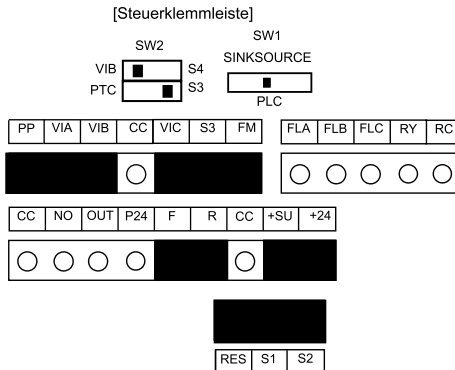 [Steuerklemmleiste]
SW2
SW1
SINKSOURCE
VIB S4
PTC S3
PLC
PP VIA VIB CC VIC S3 FM FLA FLB FLC RY RC
CC NO OUT P24 F R CC +SU +24
RES S1 S2